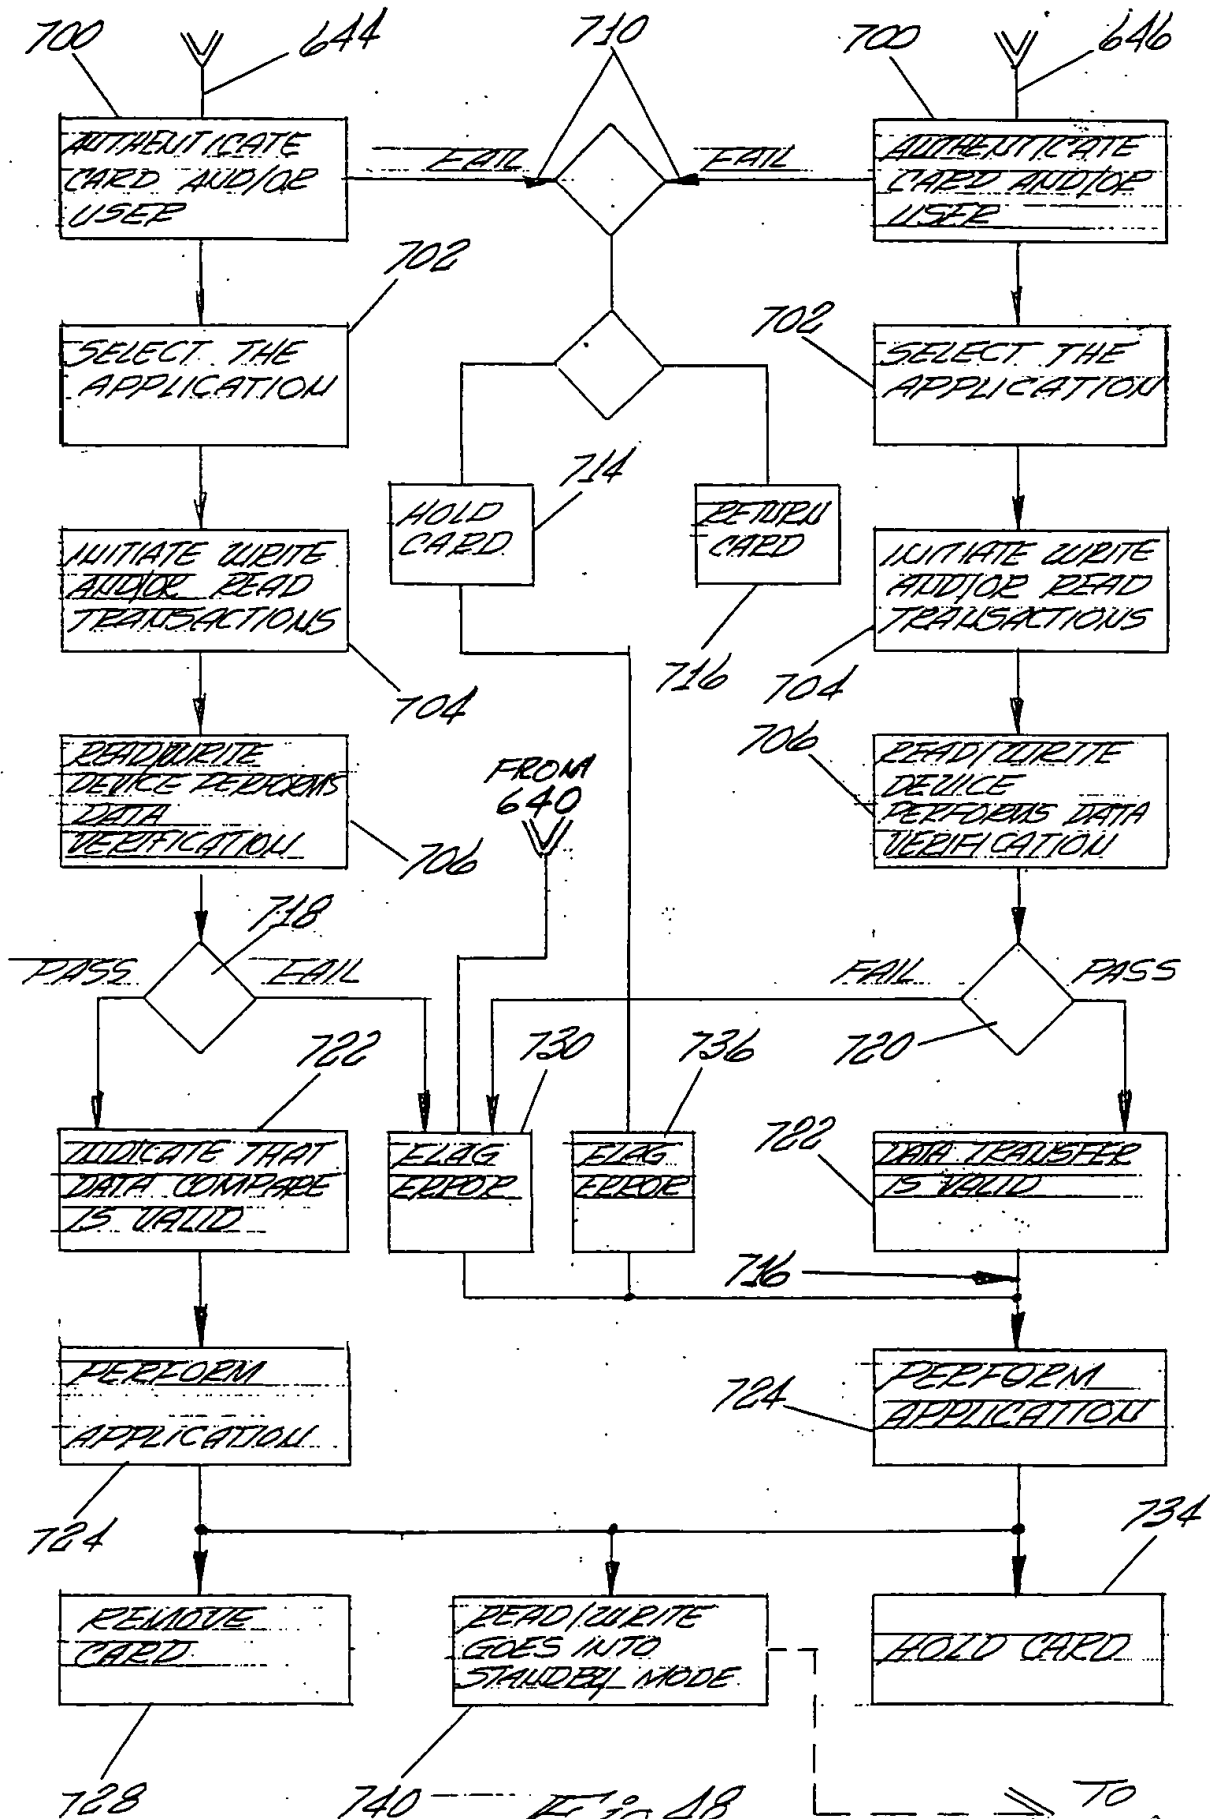 700
644
710
700
646
AUTHENTICATE
CARD AND/OR
USER
FAIL
FAIL
AUTHENTICATE
CARD AND/OR
USER
702
702
SELECT THE
APPLICATION
SELECT THE
APPLICATION
714
HOLD
CARD
RETURN
CARD
INITIATE WRITE
AND/OR READ
TRANSACTIONS
INITIATE WRITE
AND/OR READ
TRANSACTIONS
716
704
704
706
READ/WRITE
DEVICE PERFORMS
DATA
VERIFICATION
FROM
640
READ/WRITE
DEVICE
PERFORMS DATA
VERIFICATION
706
718
PASS
FAIL
FAIL
PASS
722
730
736
720
722
INDICATE THAT
DATA COMPARE
IS VALID
FLAG
ERROR
FLAG
ERROR
DATA TRANSFER
IS VALID
716
PERFORM
APPLICATION
724
PERFORM
APPLICATION
724
734
REMOVE
CARD
READ/WRITE
GOES INTO
STANDBY MODE
HOLD CARD
728
740
Fig 48
TO